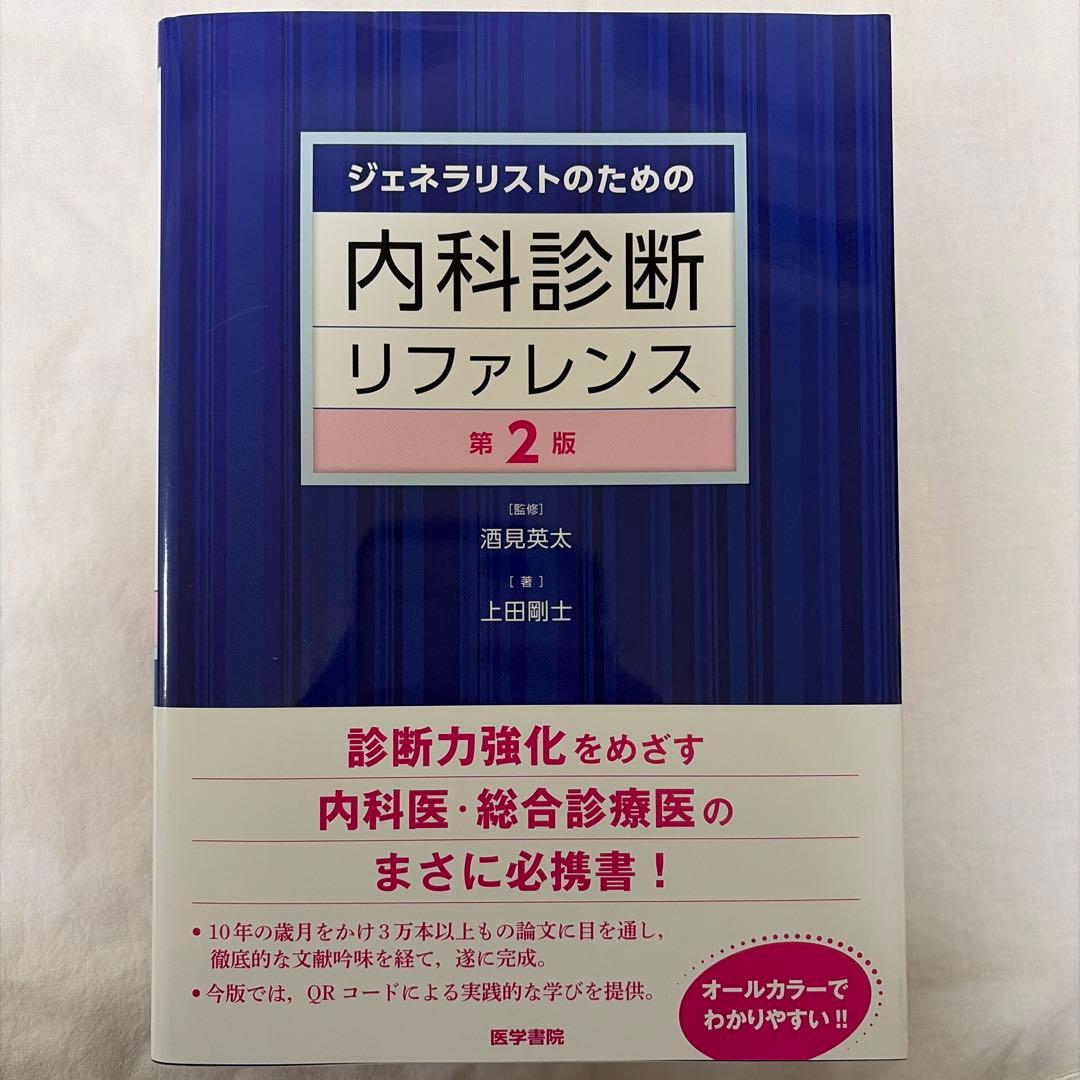 ジェネラリストのための
内科診断
リファレンス
第2版
[監修]
酒見英太
[著]
上田剛士
診断力強化をめざす
内科医・総合診療医の
まさに必携書！
• 10年の歳月をかけ3万本以上もの論文に目を通し，
徹底的な文献吟味を経て，遂に完成。
• 今版では，QRコードによる実践的な学びを提供。
オールカラーで
わかりやすい!!
医学書院